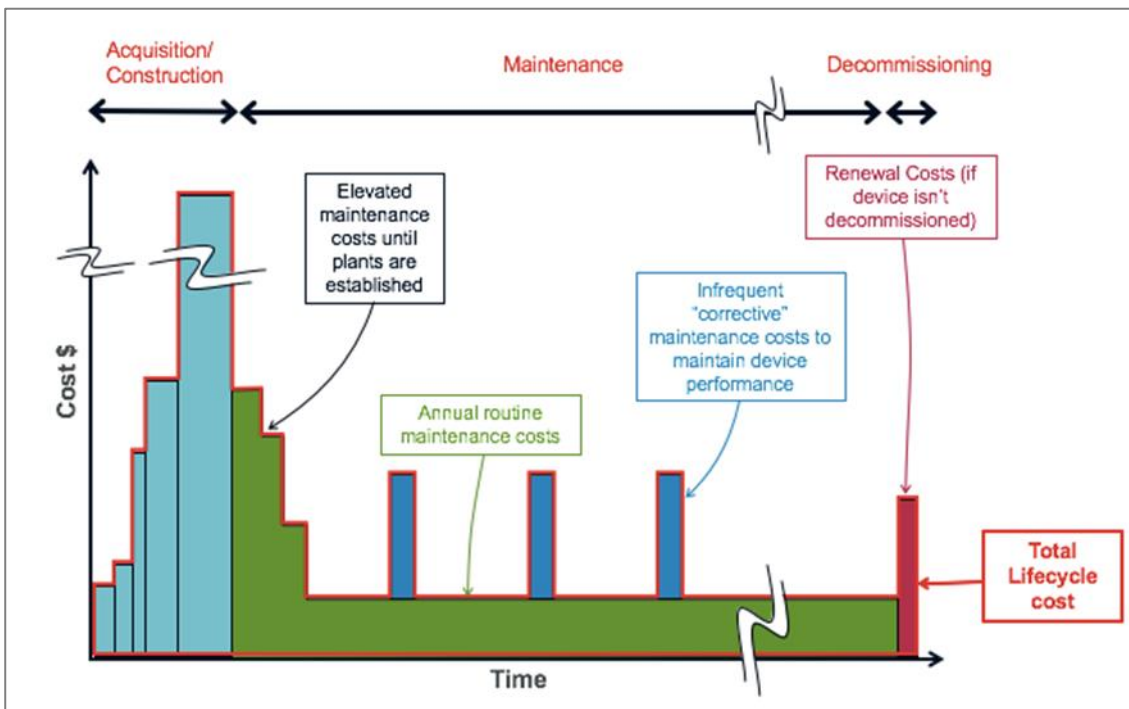 Acquisition/
Construction
Maintenance
Decommissioning
Elevated
maintenance
costs until
plants are
established
Renewal Costs (if
device isn't
decommissioned)
Infrequent
“corrective”
maintenance costs to
maintain device
performance
Annual routine
maintenance costs
Cost $
Total
Lifecycle
cost
Time